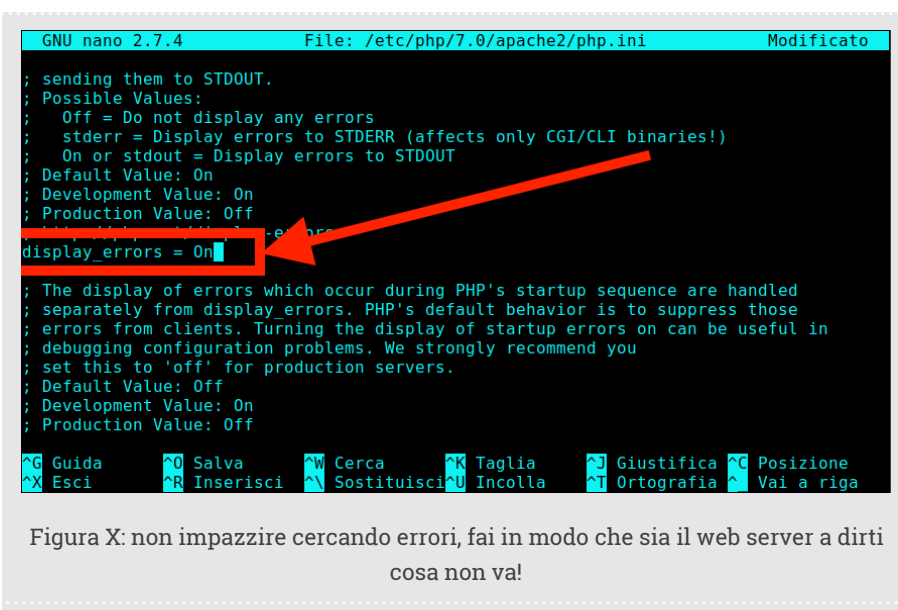 GNU nano 2.7.4 File: /etc/php/7.0/apache2/php.ini Modificato
; sending them to STDOUT.
; Possible Values:
;   Off = Do not display any errors
;   stderr = Display errors to STDERR (affects only CGI/CLI binaries!)
;   On or stdout = Display errors to STDOUT
; Default Value: On
; Development Value: On
; Production Value: Off
display_errors = On
; The display of errors which occur during PHP's startup sequence are handled
; separately from display_errors. PHP's default behavior is to suppress those
; errors from clients. Turning the display of startup errors on can be useful in
; debugging configuration problems. We strongly recommend you
; set this to 'off' for production servers.
; Default Value: Off
; Development Value: On
; Production Value: Off
^G Guida ^O Salva ^W Cerca ^K Taglia ^J Giustifica ^C Posizione
^X Esci ^R Inserisci ^\ Sostituisci ^U Incolla ^T Ortografia ^_ Vai a riga
Figura X: non impazzire cercando errori, fai in modo che sia il web server a dirti
cosa non va!